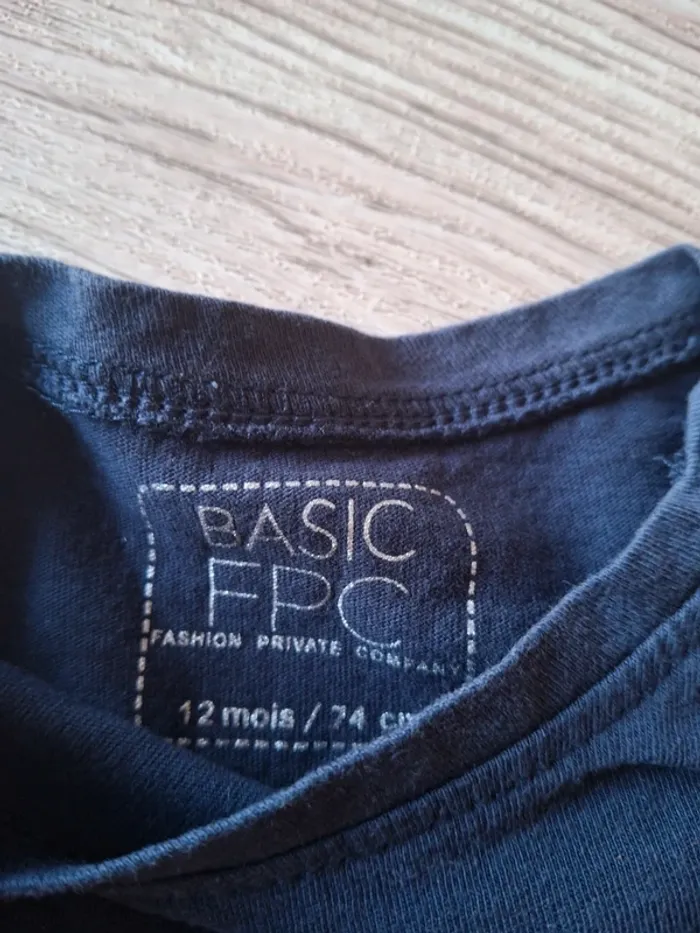 BASIC
FPC
FASHION PRIVATE COMPANY
12 mois / 74 cm